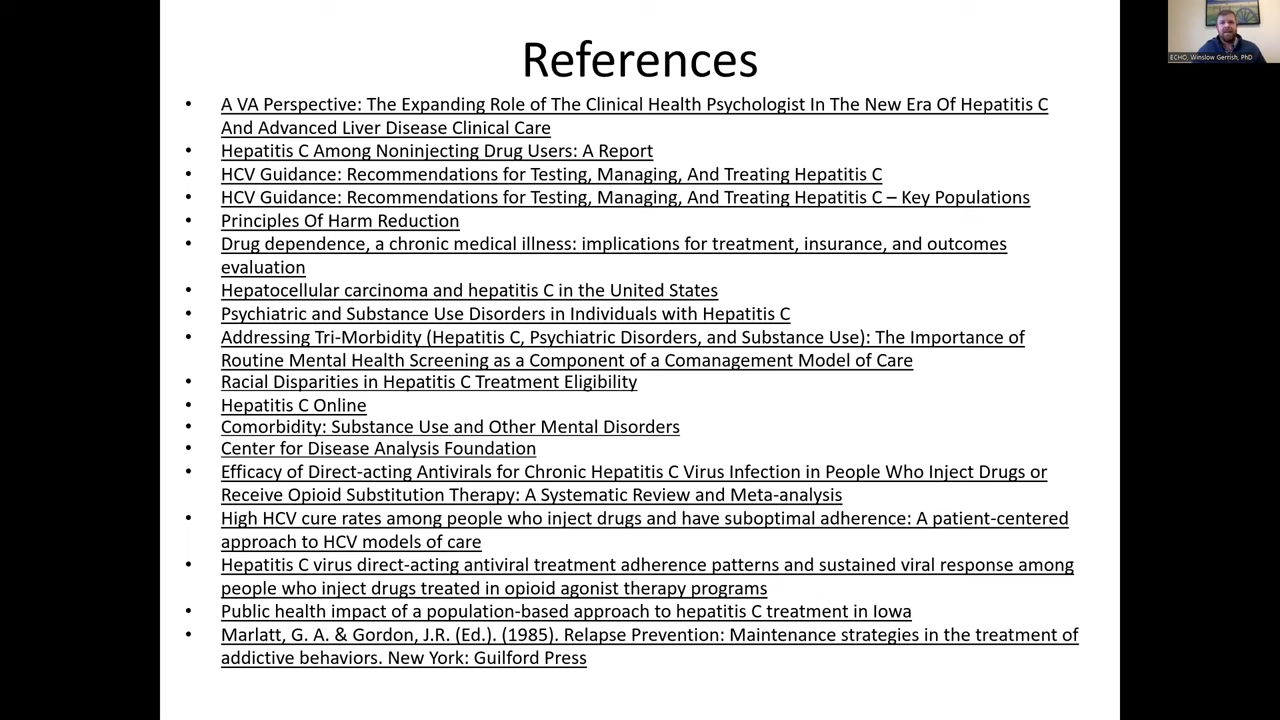 References
ECHO, Winslow Gerrish, PhD
• A VA Perspective: The Expanding Role of The Clinical Health Psychologist In The New Era Of Hepatitis C
And Advanced Liver Disease Clinical Care
• Hepatitis C Among Noninjecting Drug Users: A Report
• HCV Guidance: Recommendations for Testing, Managing, And Treating Hepatitis C
• HCV Guidance: Recommendations for Testing, Managing, And Treating Hepatitis C – Key Populations
• Principles Of Harm Reduction
• Drug dependence, a chronic medical illness: implications for treatment, insurance, and outcomes
evaluation
• Hepatocellular carcinoma and hepatitis C in the United States
• Psychiatric and Substance Use Disorders in Individuals with Hepatitis C
• Addressing Tri-Morbidity (Hepatitis C, Psychiatric Disorders, and Substance Use): The Importance of
Routine Mental Health Screening as a Component of a Comanagement Model of Care
• Racial Disparities in Hepatitis C Treatment Eligibility
• Hepatitis C Online
• Comorbidity: Substance Use and Other Mental Disorders
• Center for Disease Analysis Foundation
• Efficacy of Direct-acting Antivirals for Chronic Hepatitis C Virus Infection in People Who Inject Drugs or
Receive Opioid Substitution Therapy: A Systematic Review and Meta-analysis
• High HCV cure rates among people who inject drugs and have suboptimal adherence: A patient-centered
approach to HCV models of care
• Hepatitis C virus direct-acting antiviral treatment adherence patterns and sustained viral response among
people who inject drugs treated in opioid agonist therapy programs
• Public health impact of a population-based approach to hepatitis C treatment in Iowa
• Marlatt, G. A. & Gordon, J.R. (Ed.). (1985). Relapse Prevention: Maintenance strategies in the treatment of
addictive behaviors. New York: Guilford Press